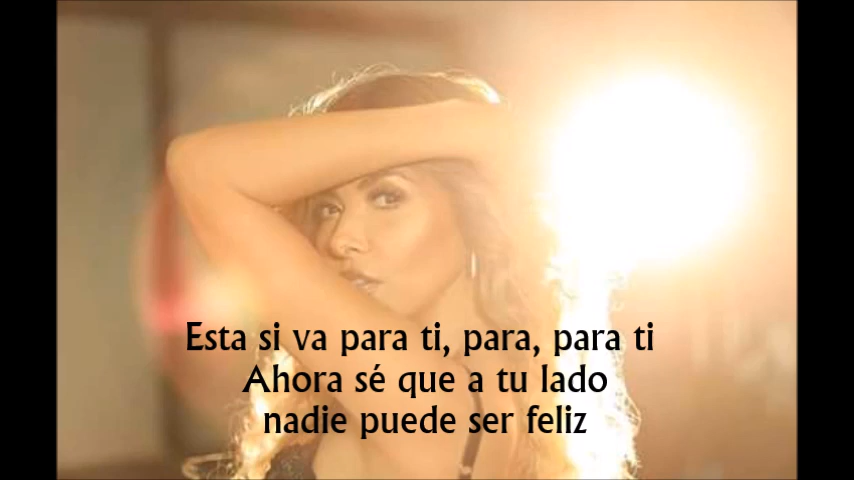 Esta si va para ti, para, para ti
Ahora sé que a tu lado
nadie puede ser feliz